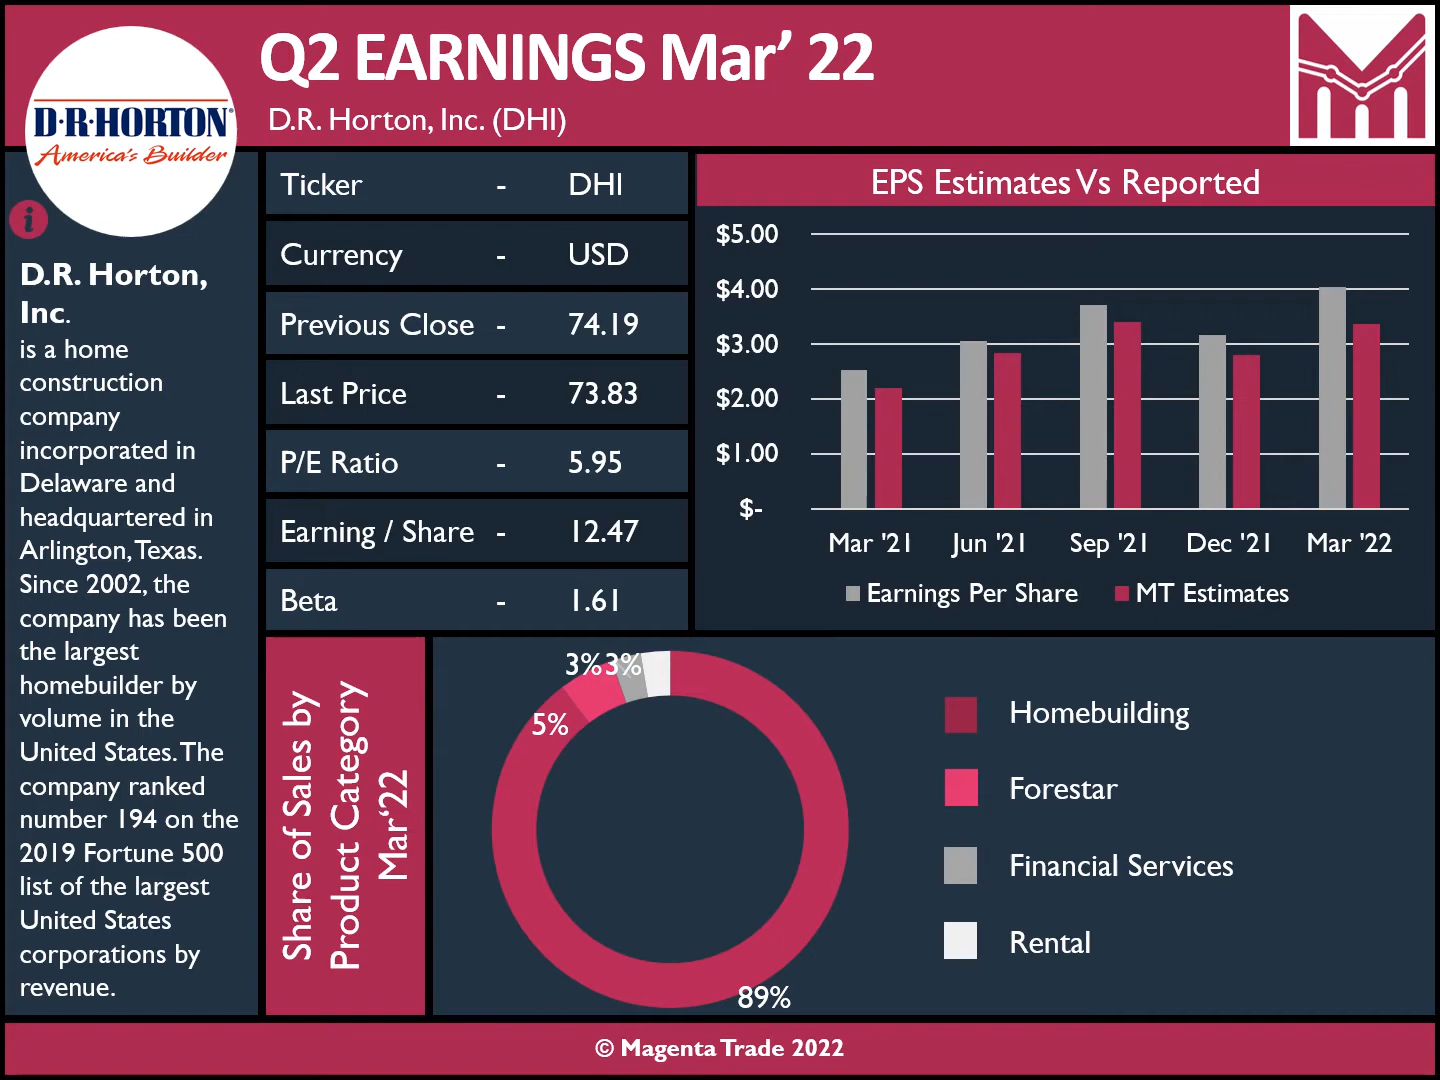 Q2 EARNINGS Mar’ 22
D.R. Horton, Inc. (DHI)
D·R·HORTON®
America's Builder
i
D.R. Horton,
Inc.
is a home
construction
company
incorporated in
Delaware and
headquartered in
Arlington, Texas.
Since 2002, the
company has been
the largest
homebuilder by
volume in the
United States. The
company ranked
number 194 on the
2019 Fortune 500
list of the largest
United States
corporations by
revenue.
Ticker - DHI
Currency - USD
Previous Close - 74.19
Last Price - 73.83
P/E Ratio - 5.95
Earning / Share - 12.47
Beta - 1.61
EPS Estimates Vs Reported
$5.00
$4.00
$3.00
$2.00
$1.00
$-
Mar '21 Jun '21 Sep '21 Dec '21 Mar '22
Earnings Per Share MT Estimates
Share of Sales by
Product Category
Mar‘22
3% 3%
5%
89%
Homebuilding
Forestar
Financial Services
Rental
© Magenta Trade 2022